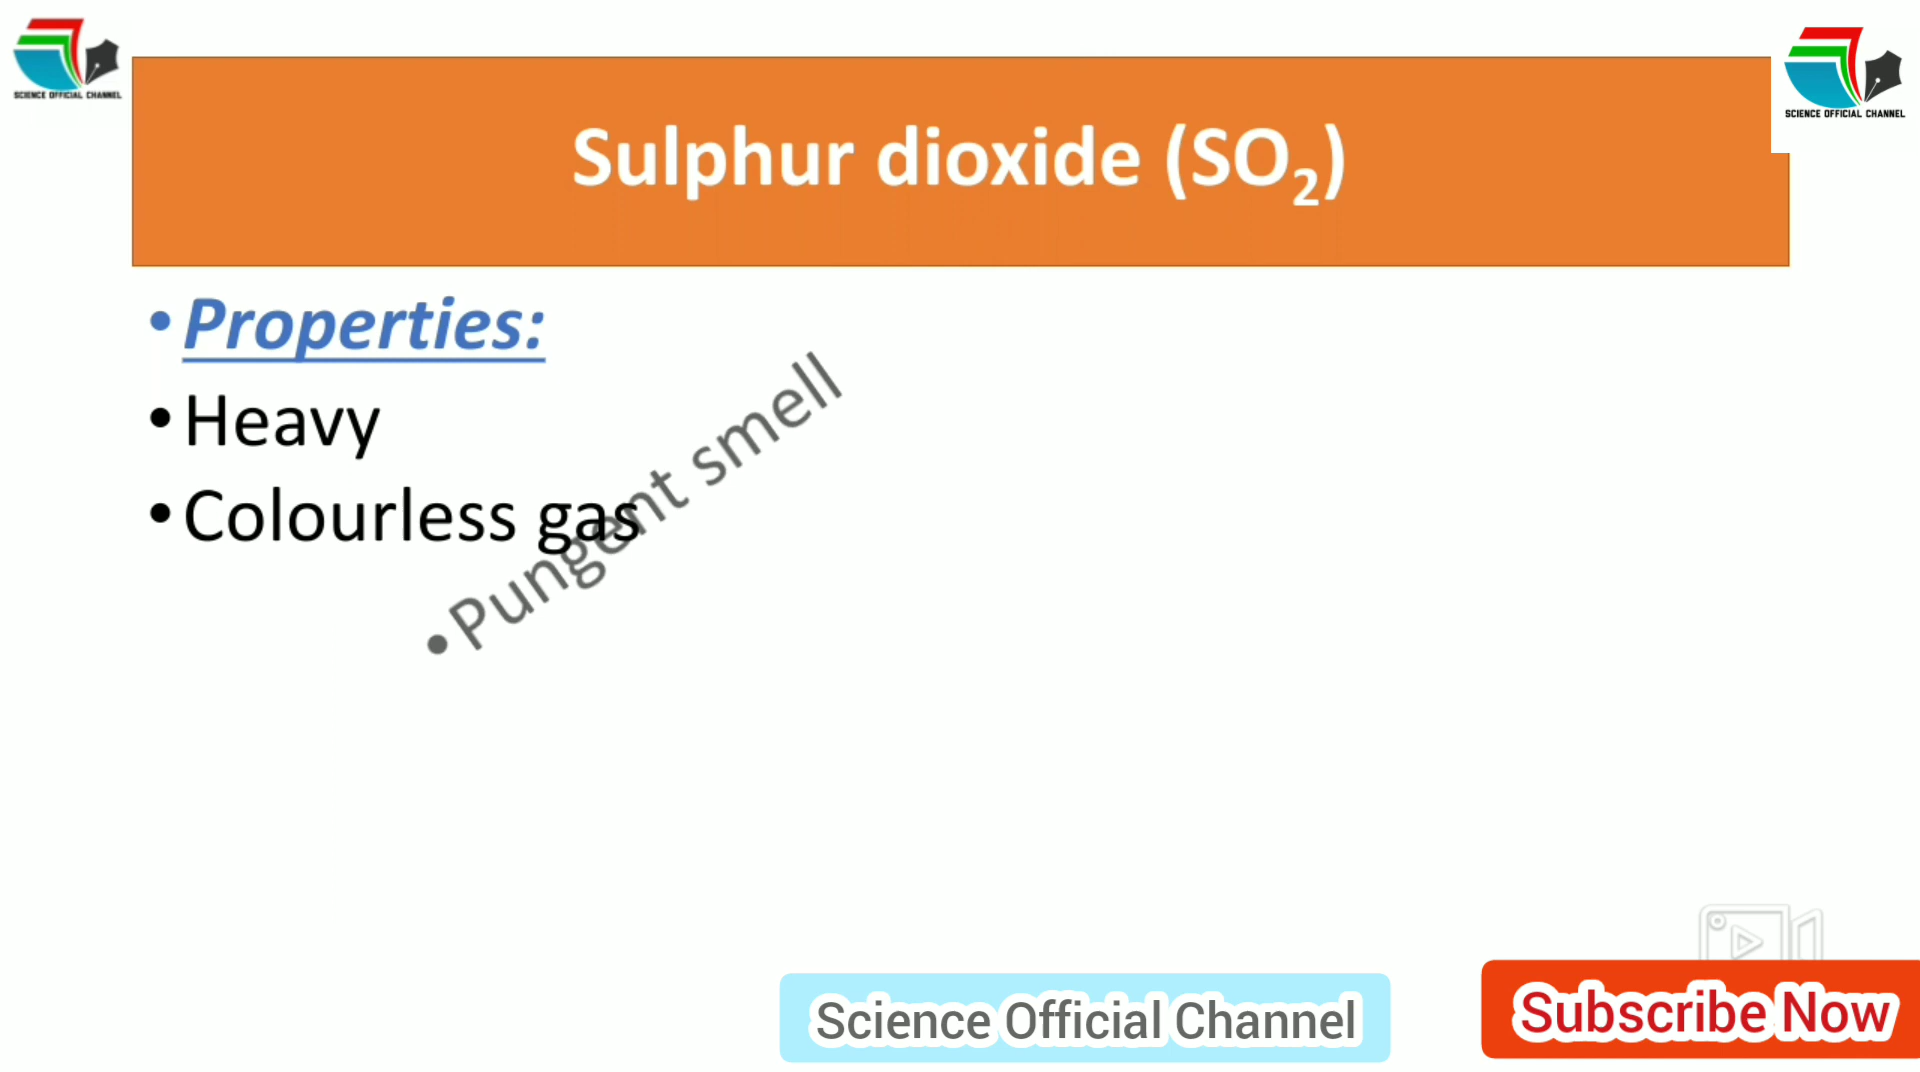 SCIENCE OFFICIAL CHANNEL
SCIENCE OFFICIAL CHANNEL
Sulphur dioxide (SO₂)
• Properties:
• Heavy
• Colourless gas
• Pungent smell
Science Official Channel
Subscribe Now